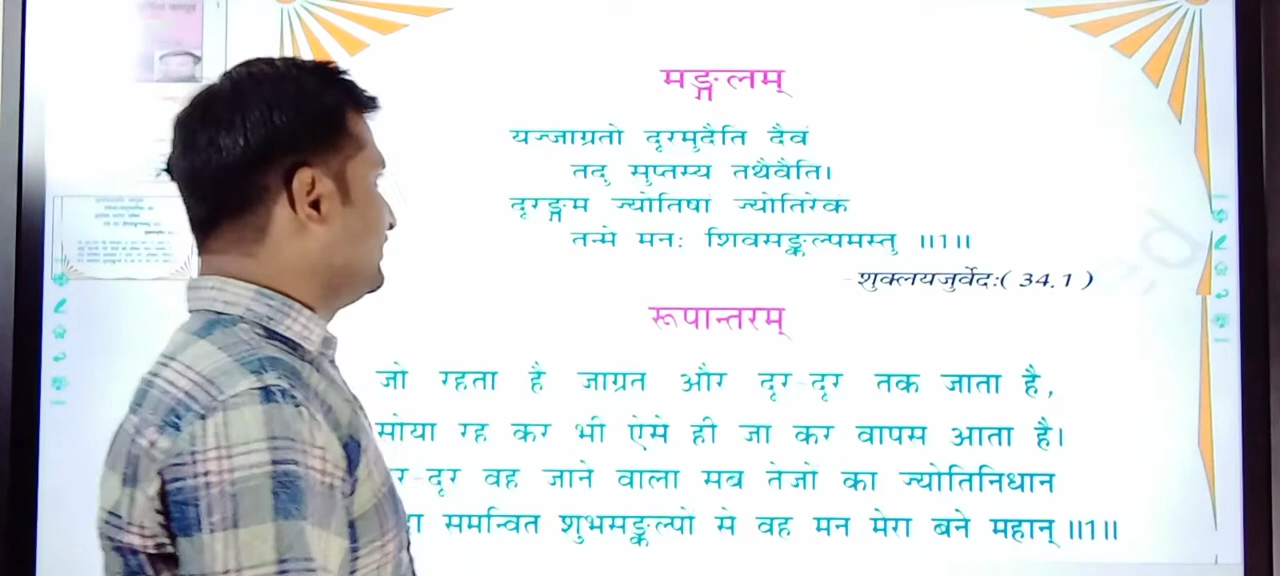 मङ्गलम्
यज्जाग्रतो दूरमुदैति दैवं
तदु सुप्तस्य तथैवैति।
दूरङ्गमं ज्योतिषां ज्योतिरेकं
तन्मे मनः शिवसङ्कल्पमस्तु ॥1॥
-शुक्लयजुर्वेदः( 34.1 )
रूपान्तरम्
जो रहता है जाग्रत और दूर-दूर तक जाता है,
सोया रह कर भी ऐसे ही जा कर वापस आता है।
दूर वह जाने वाला सब तेजों का ज्योतिनिधान
समन्वित शुभसङ्कल्पों से वह मन मेरा बने महान् ॥1॥